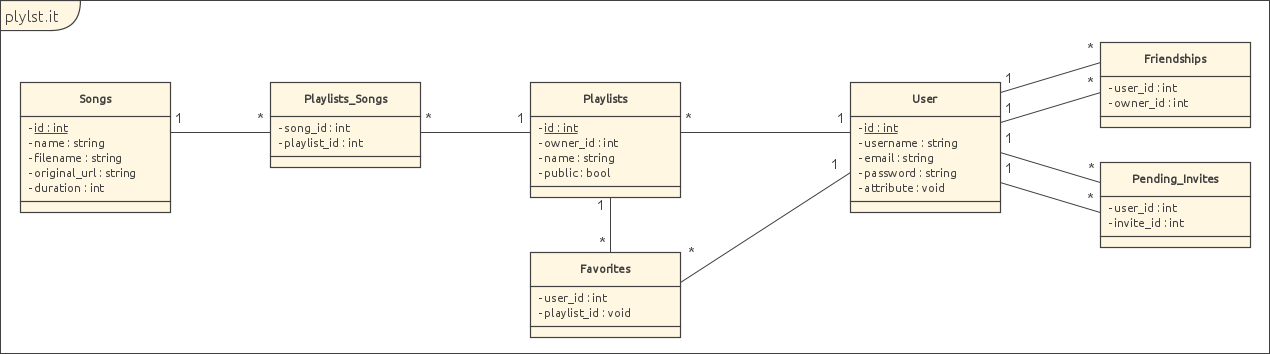 plylst.it
Songs
-id : int
-name : string
-filename : string
-original_url : string
-duration : int
1
*
Playlists_Songs
-song_id : int
-playlist_id : int
*
1
Playlists
-id : int
-owner_id : int
-name : string
-public : bool
*
1
1
*
Favorites
-user_id : int
-playlist_id : void
*
1
User
-id : int
-username : string
-email : string
-password : string
-attribute : void
1
*
1
*
Friendships
-user_id : int
-owner_id : int
1
*
1
*
Pending_Invites
-user_id : int
-invite_id : int